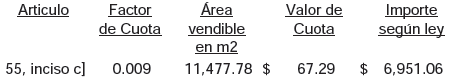 Articulo Factor Área Valor de Importe
de Cuota vendible Cuota según ley
en m2
55, inciso c] 0.009 11,477.78 $ 67.29 $ 6,951.06